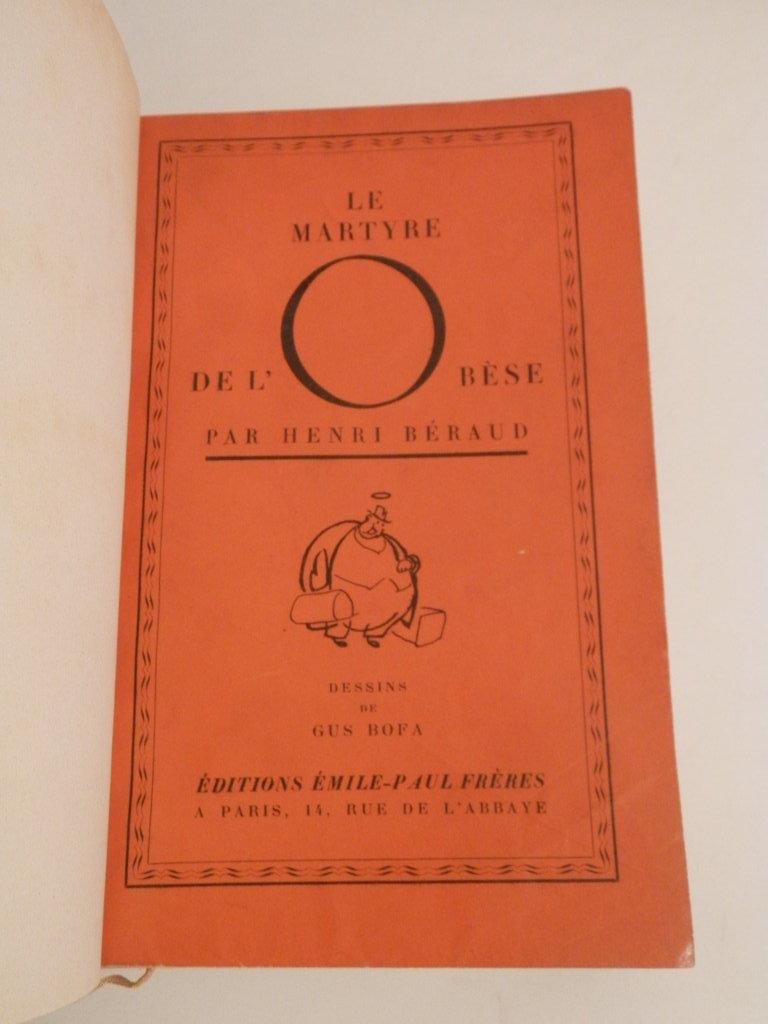 LE
MARTYRE
DE L'OBÈSE
PAR HENRI BÉRAUD
DESSINS
DE
GUS BOFA
ÉDITIONS ÉMILE-PAUL FRÈRES
A PARIS, 14, RUE DE L'ABBAYE